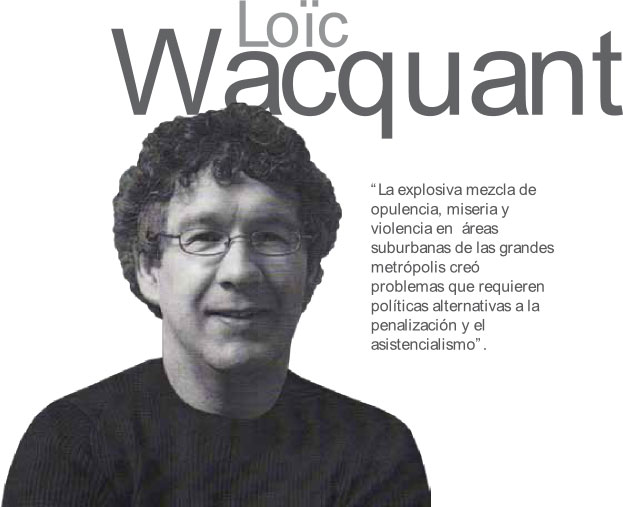 Loïc
Wacquant
“La explosiva mezcla de
opulencia, miseria y
violencia en áreas
suburbanas de las grandes
metrópolis creó
problemas que requieren
políticas alternativas a la
penalización y el
asistencialismo”.